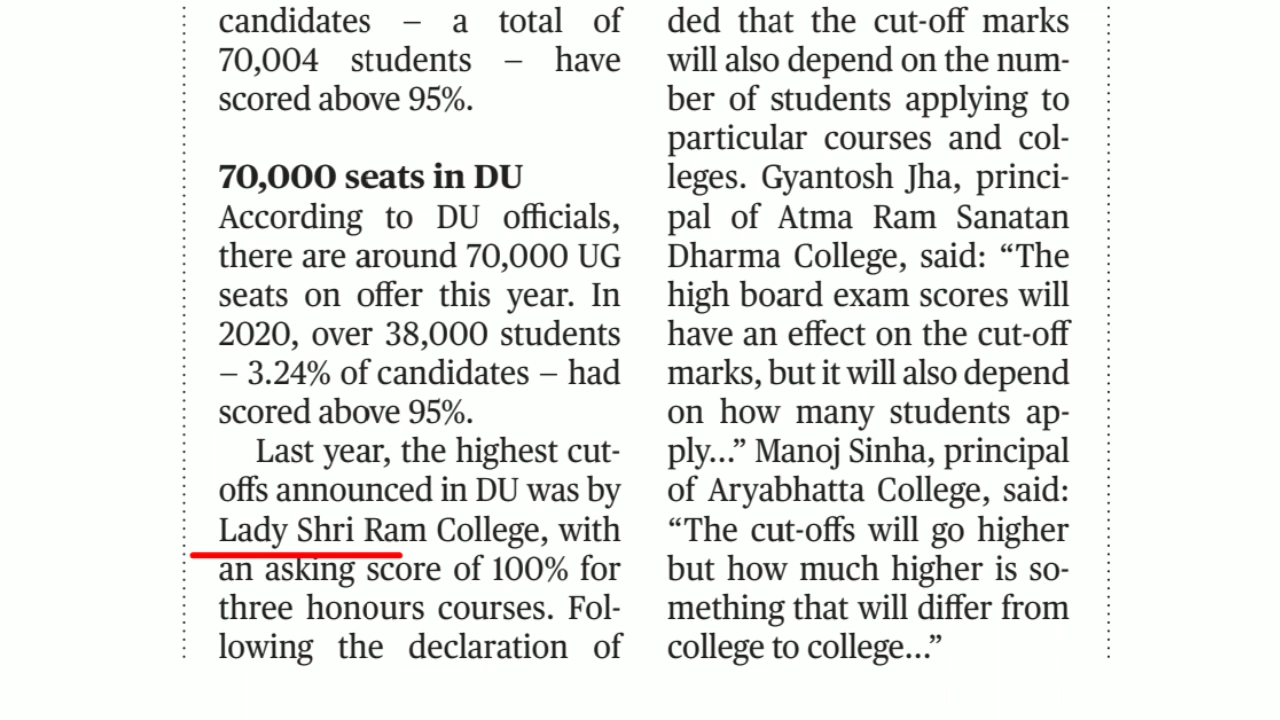 candidates – a total of
70,004 students – have
scored above 95%.
70,000 seats in DU
According to DU officials,
there are around 70,000 UG
seats on offer this year. In
2020, over 38,000 students
– 3.24% of candidates – had
scored above 95%.
Last year, the highest cut-
offs announced in DU was by
Lady Shri Ram College, with
an asking score of 100% for
three honours courses. Fol-
lowing the declaration of
ded that the cut-off marks
will also depend on the num-
ber of students applying to
particular courses and col-
leges. Gyantosh Jha, princi-
pal of Atma Ram Sanatan
Dharma College, said: “The
high board exam scores will
have an effect on the cut-off
marks, but it will also depend
on how many students ap-
ply...” Manoj Sinha, principal
of Aryabhatta College, said:
“The cut-offs will go higher
but how much higher is so-
mething that will differ from
college to college...”